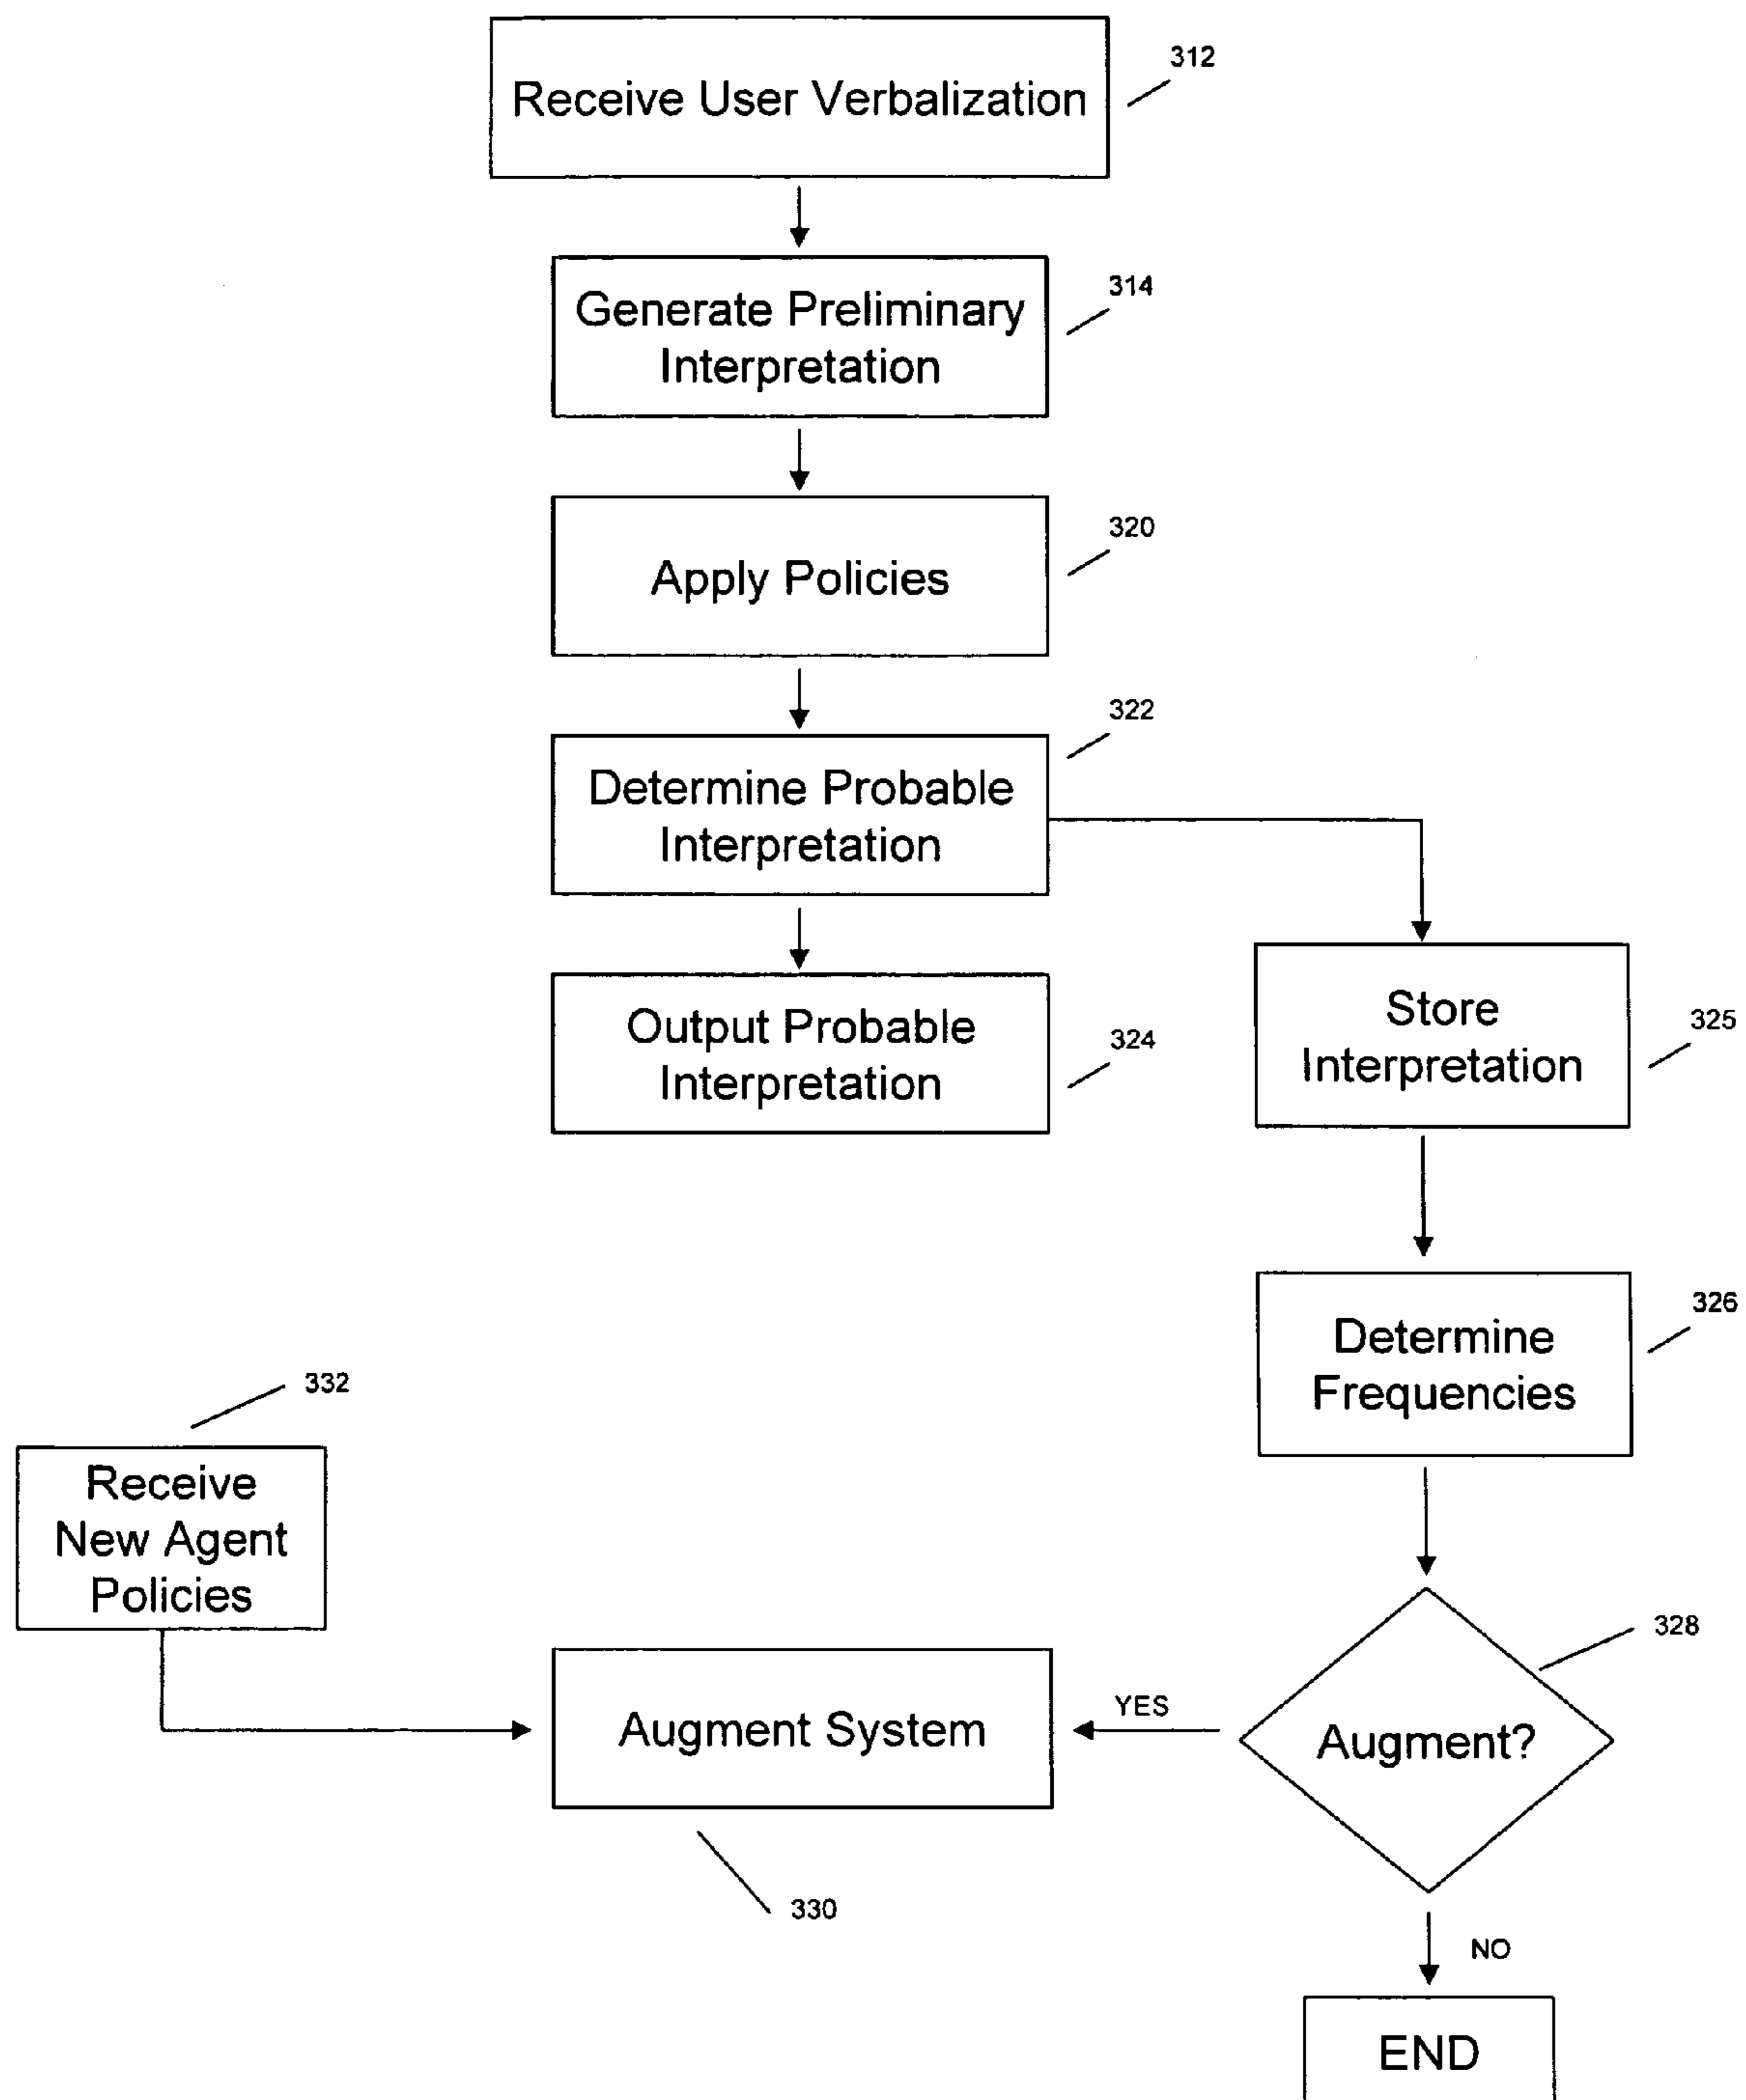 Receive User Verbalization
312
Generate Preliminary
Interpretation
314
Apply Policies
320
Determine Probable
Interpretation
322
Output Probable
Interpretation
324
Store
Interpretation
325
Determine
Frequencies
326
332
Receive
New Agent
Policies
Augment System
330
YES
Augment?
328
NO
END